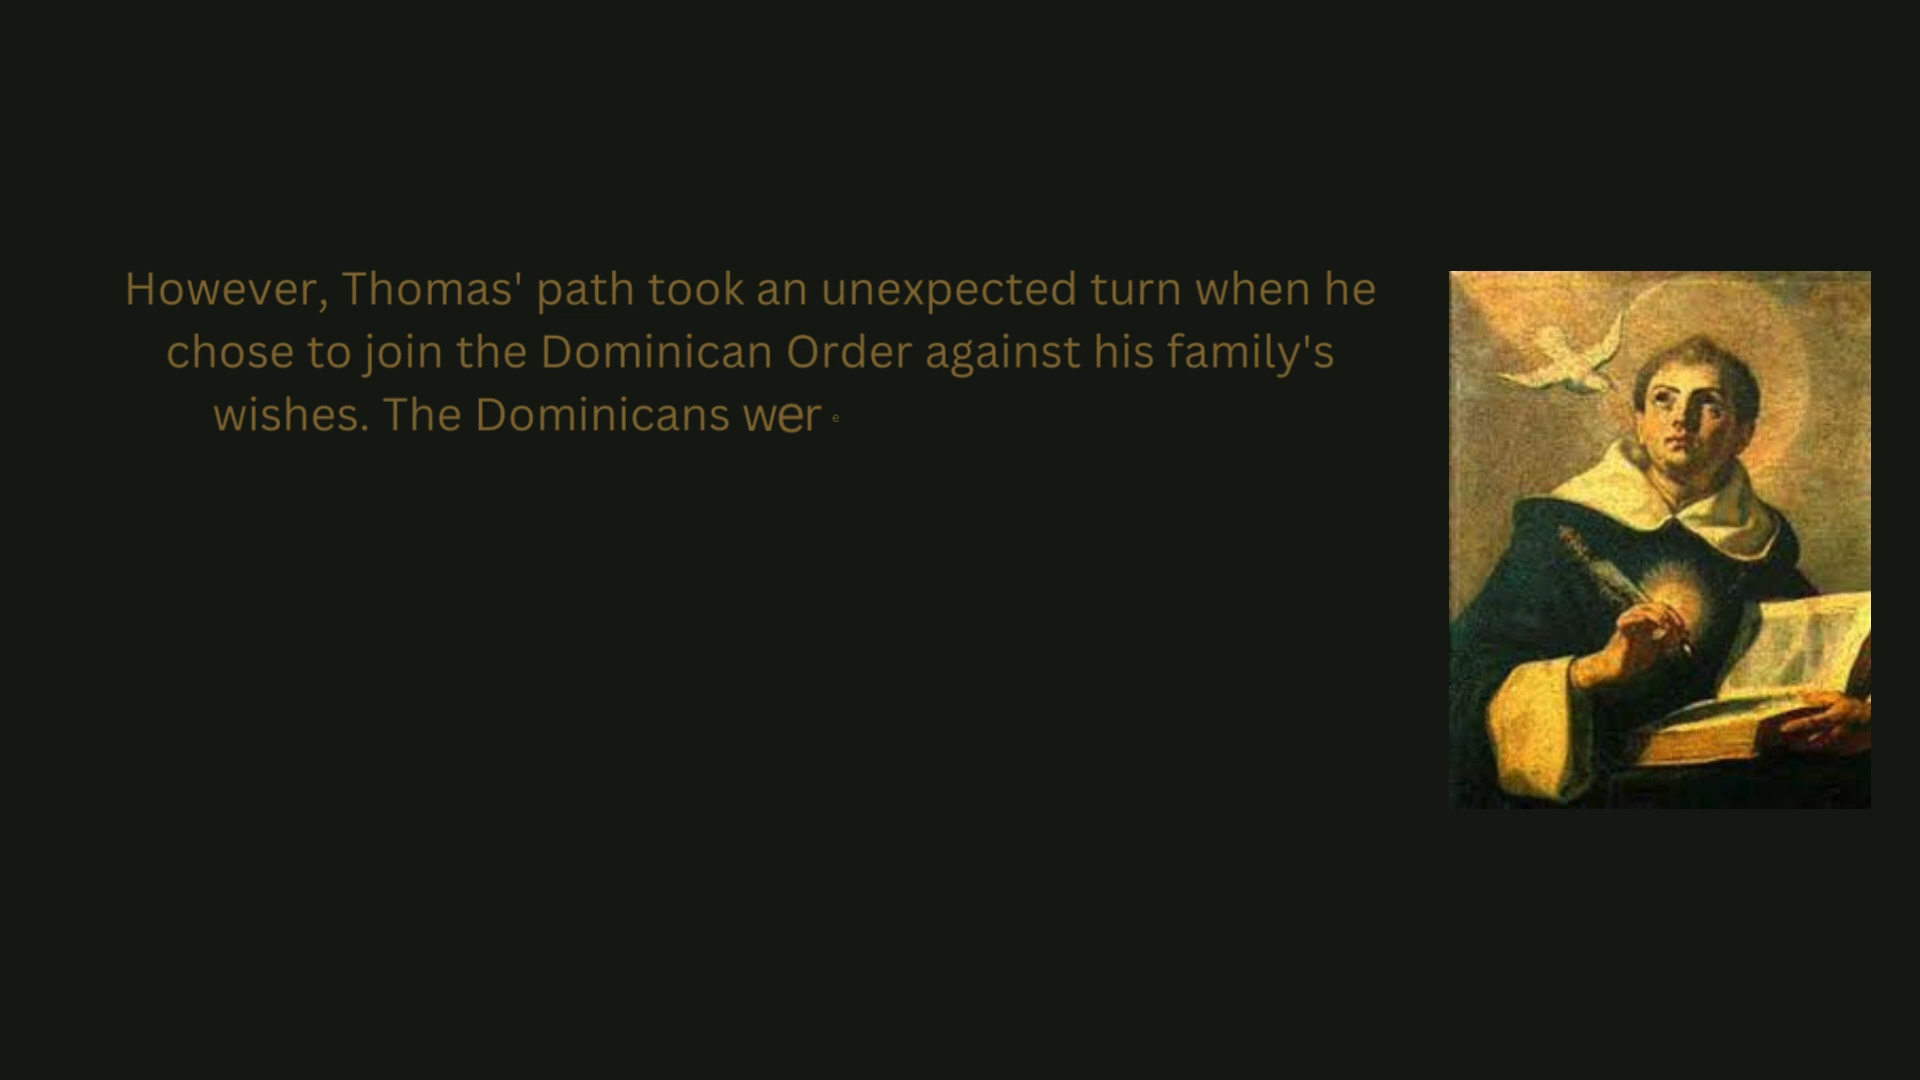 However, Thomas' path took an unexpected turn when he
chose to join the Dominican Order against his family's
wishes. The Dominicans were